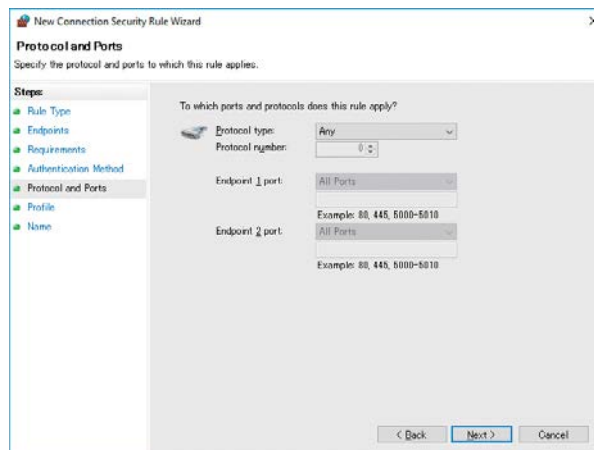 New Connection Security Rule Wizard
Protocol and Ports
Specify the protocol and ports to which this rule applies.
Steps:
Rule Type
Endpoints
Requirements
Authentication Method
Protocol and Ports
Profile
Name
To which ports and protocols does this rule apply?
Protocol type: Any
Protocol number: 0
Endpoint 1 port: All Ports
Example: 80, 445, 5000-5010
Endpoint 2 port: All Ports
Example: 80, 445, 5000-5010
< Back Next > Cancel